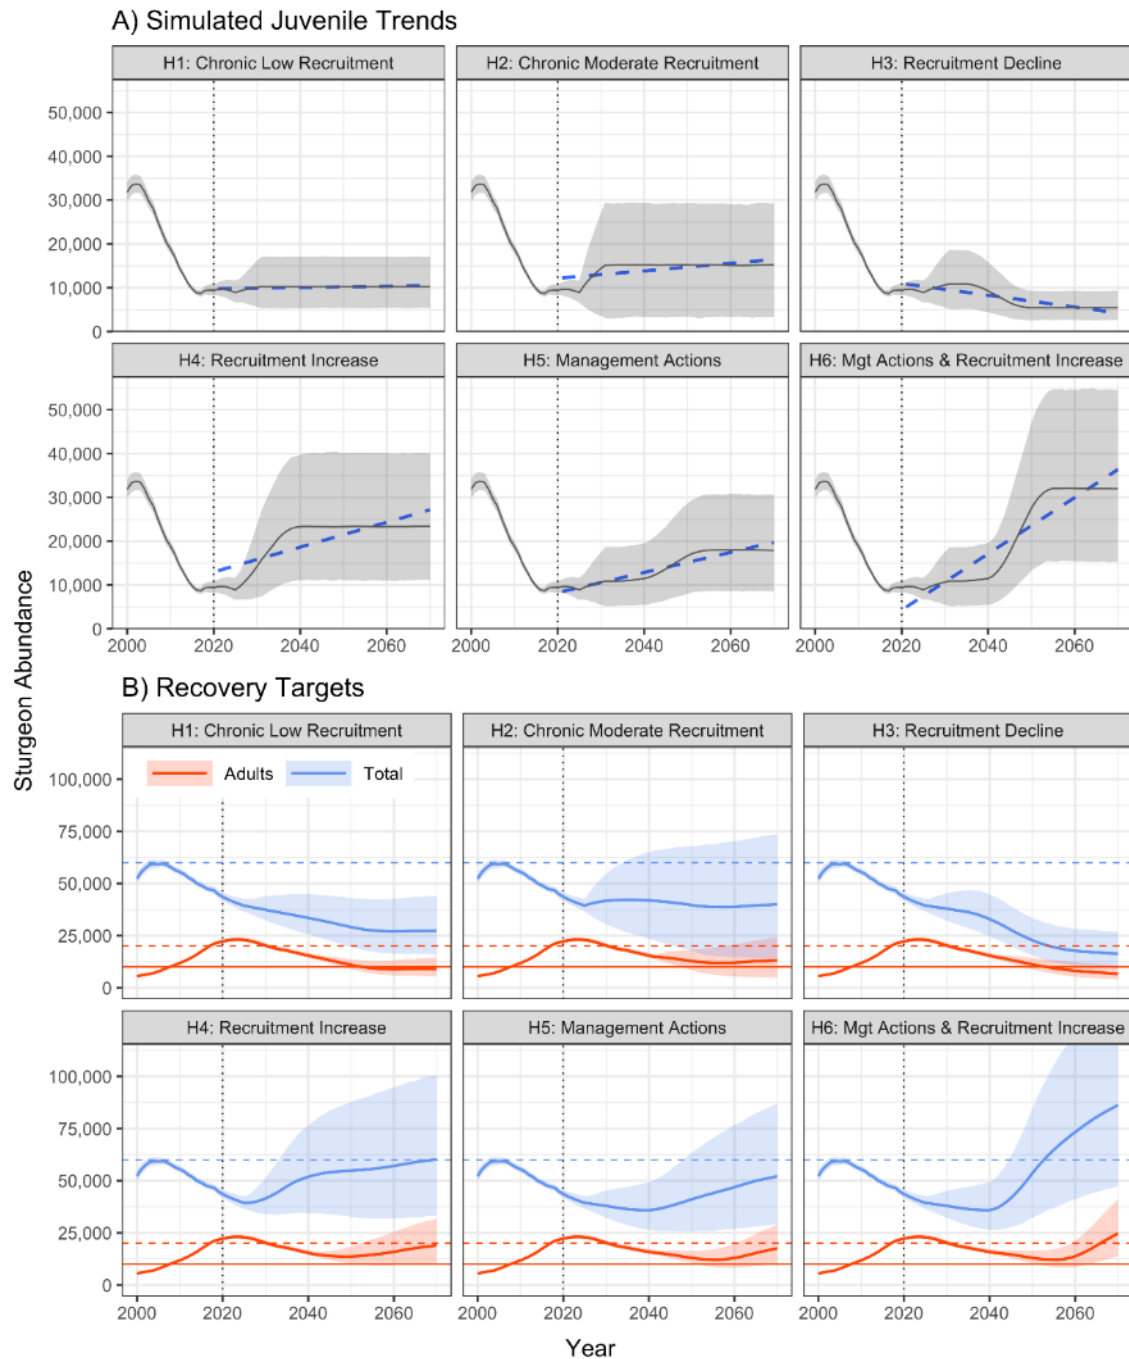 A) Simulated Juvenile Trends
H1: Chronic Low Recruitment
H2: Chronic Moderate Recruitment
H3: Recruitment Decline
50,000
40,000
30,000
20,000
10,000
0
H4: Recruitment Increase
H5: Management Actions
H6: Mgt Actions & Recruitment Increase
50,000
40,000
30,000
20,000
10,000
0
2000 2020 2040 2060
2000 2020 2040 2060
2000 2020 2040 2060
Sturgeon Abundance
B) Recovery Targets
H1: Chronic Low Recruitment
H2: Chronic Moderate Recruitment
H3: Recruitment Decline
Adults Total
100,000
75,000
50,000
25,000
0
H4: Recruitment Increase
H5: Management Actions
H6: Mgt Actions & Recruitment Increase
100,000
75,000
50,000
25,000
0
2000 2020 2040 2060
2000 2020 2040 2060
2000 2020 2040 2060
Year